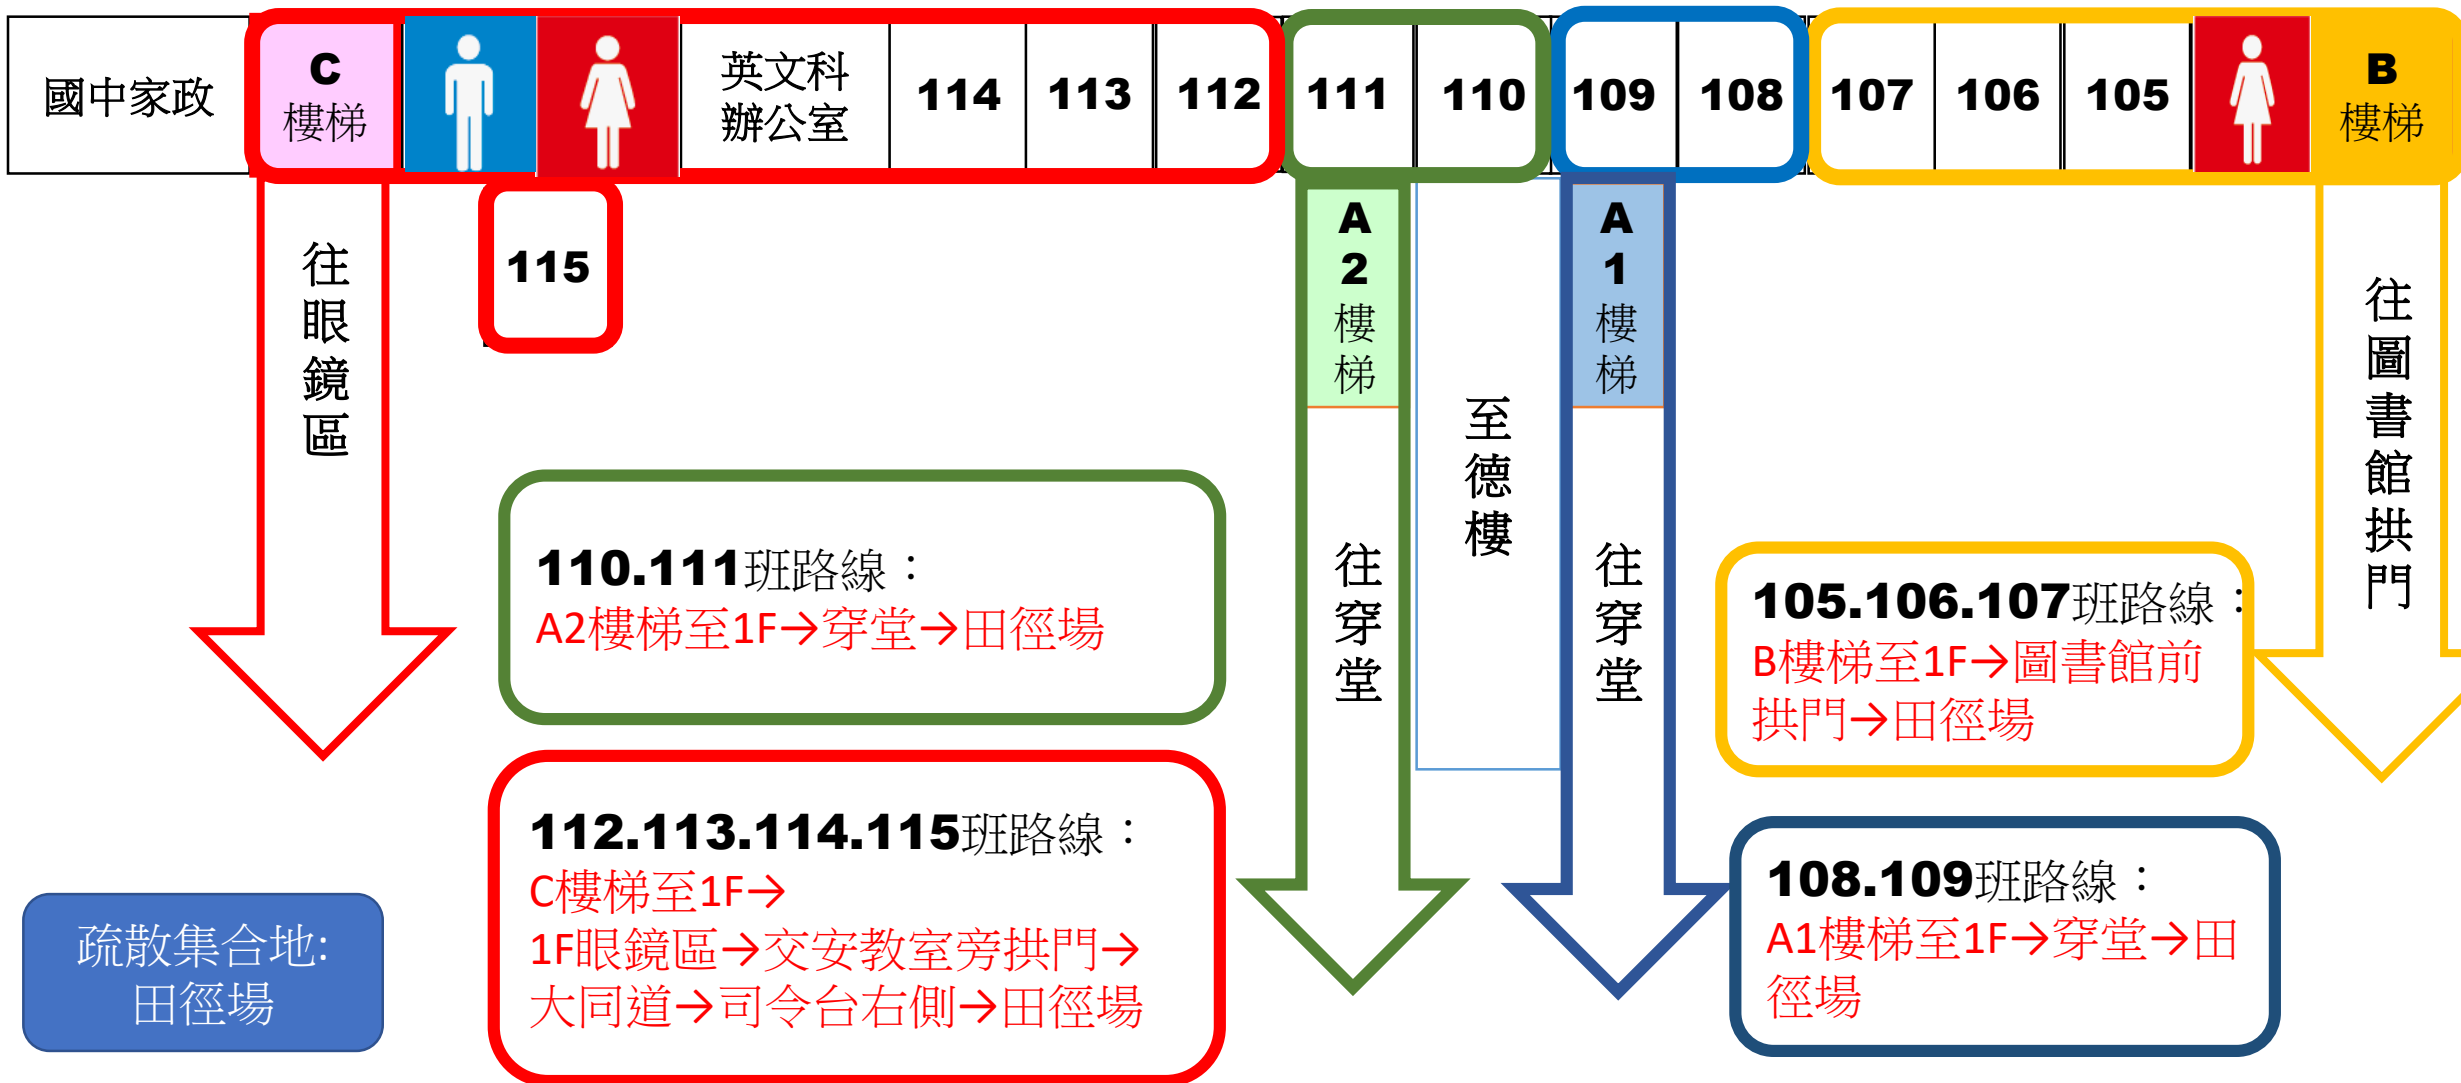 國中家政
C
樓梯
英文科
辦公室
114
113
112
111
110
109
108
107
106
105
B
樓梯
115
往眼鏡區
A
2
樓
梯
往穿堂
至德樓
A
1
樓
梯
往穿堂
往圖書館拱門
110.111班路線：
A2樓梯至1F→穿堂→田徑場
105.106.107班路線：
B樓梯至1F→圖書館前
拱門→田徑場
112.113.114.115班路線：
C樓梯至1F→
1F眼鏡區→交安教室旁拱門→
大同道→司令台右側→田徑場
108.109班路線：
A1樓梯至1F→穿堂→田
徑場
疏散集合地:
田徑場